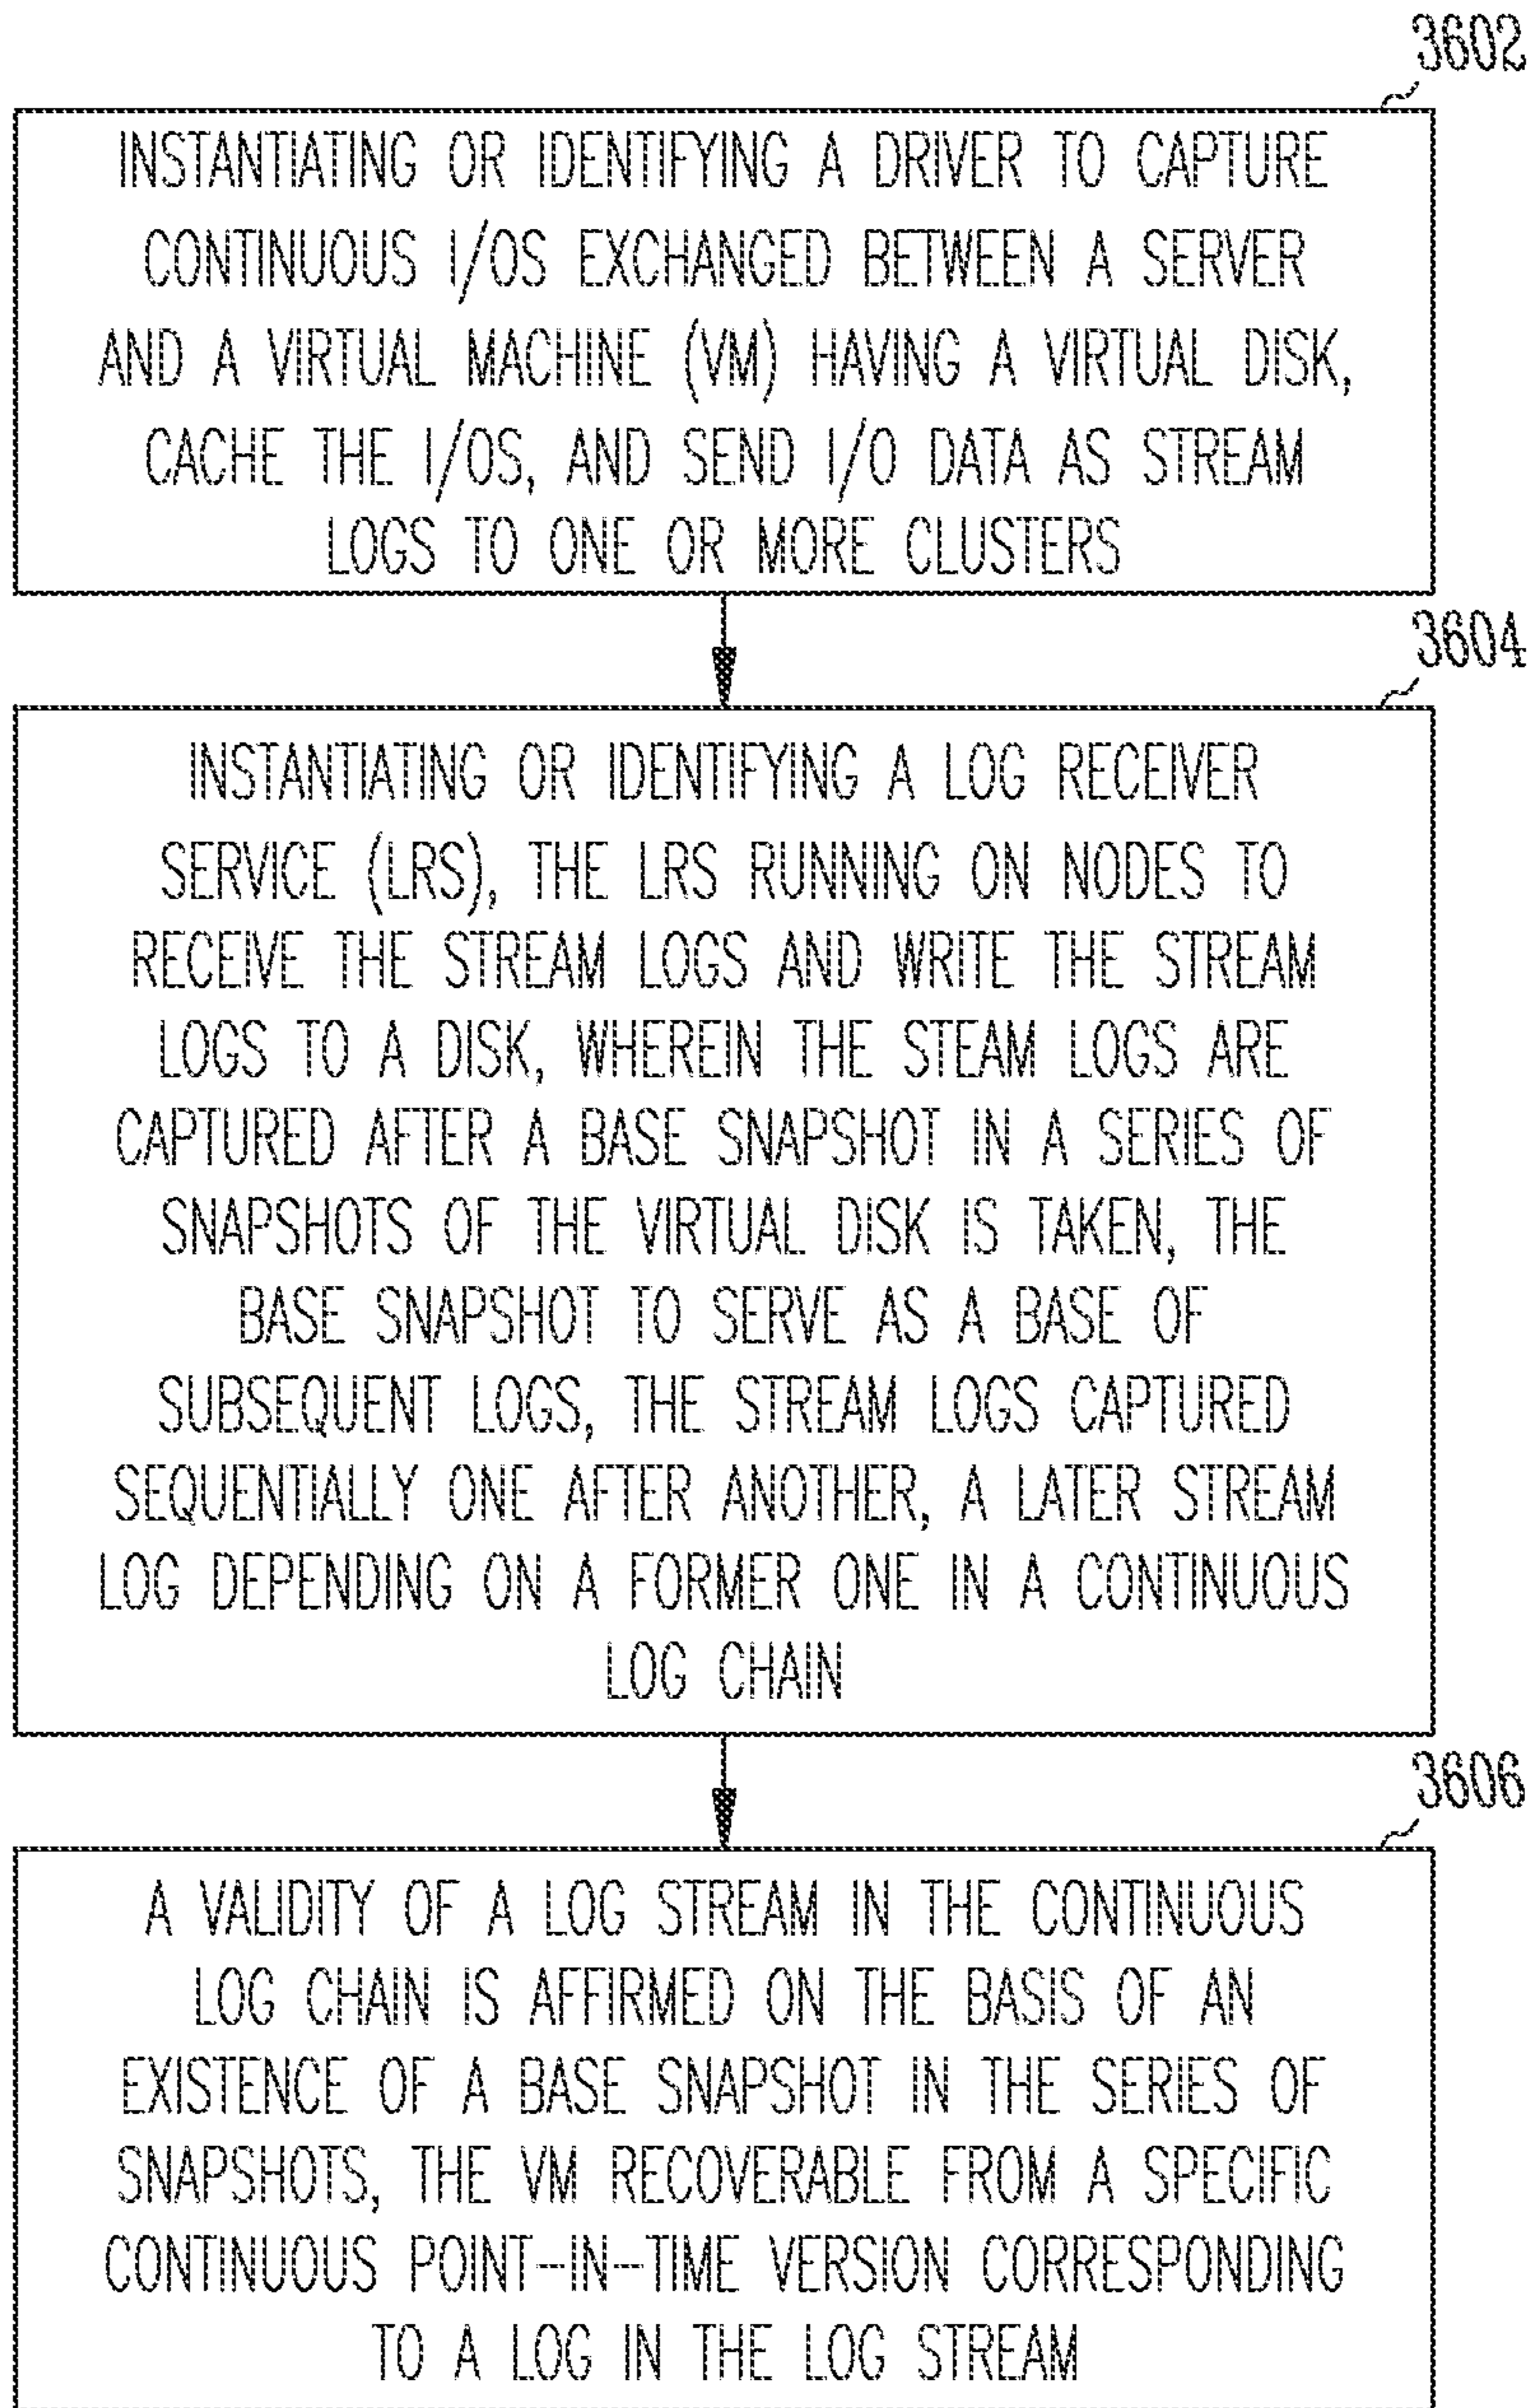 3602
INSTANTIATING OR IDENTIFYING A DRIVER TO CAPTURE
CONTINUOUS I/OS EXCHANGED BETWEEN A SERVER
AND A VIRTUAL MACHINE (VM) HAVING A VIRTUAL DISK,
CACHE THE I/OS, AND SEND I/O DATA AS STREAM
LOGS TO ONE OR MORE CLUSTERS
3604
INSTANTIATING OR IDENTIFYING A LOG RECEIVER
SERVICE (LRS), THE LRS RUNNING ON NODES TO
RECEIVE THE STREAM LOGS AND WRITE THE STREAM
LOGS TO A DISK, WHEREIN THE STEAM LOGS ARE
CAPTURED AFTER A BASE SNAPSHOT IN A SERIES OF
SNAPSHOTS OF THE VIRTUAL DISK IS TAKEN, THE
BASE SNAPSHOT TO SERVE AS A BASE OF
SUBSEQUENT LOGS, THE STREAM LOGS CAPTURED
SEQUENTIALLY ONE AFTER ANOTHER, A LATER STREAM
LOG DEPENDING ON A FORMER ONE IN A CONTINUOUS
LOG CHAIN
3606
A VALIDITY OF A LOG STREAM IN THE CONTINUOUS
LOG CHAIN IS AFFIRMED ON THE BASIS OF AN
EXISTENCE OF A BASE SNAPSHOT IN THE SERIES OF
SNAPSHOTS, THE VM RECOVERABLE FROM A SPECIFIC
CONTINUOUS POINT-IN-TIME VERSION CORRESPONDING
TO A LOG IN THE LOG STREAM